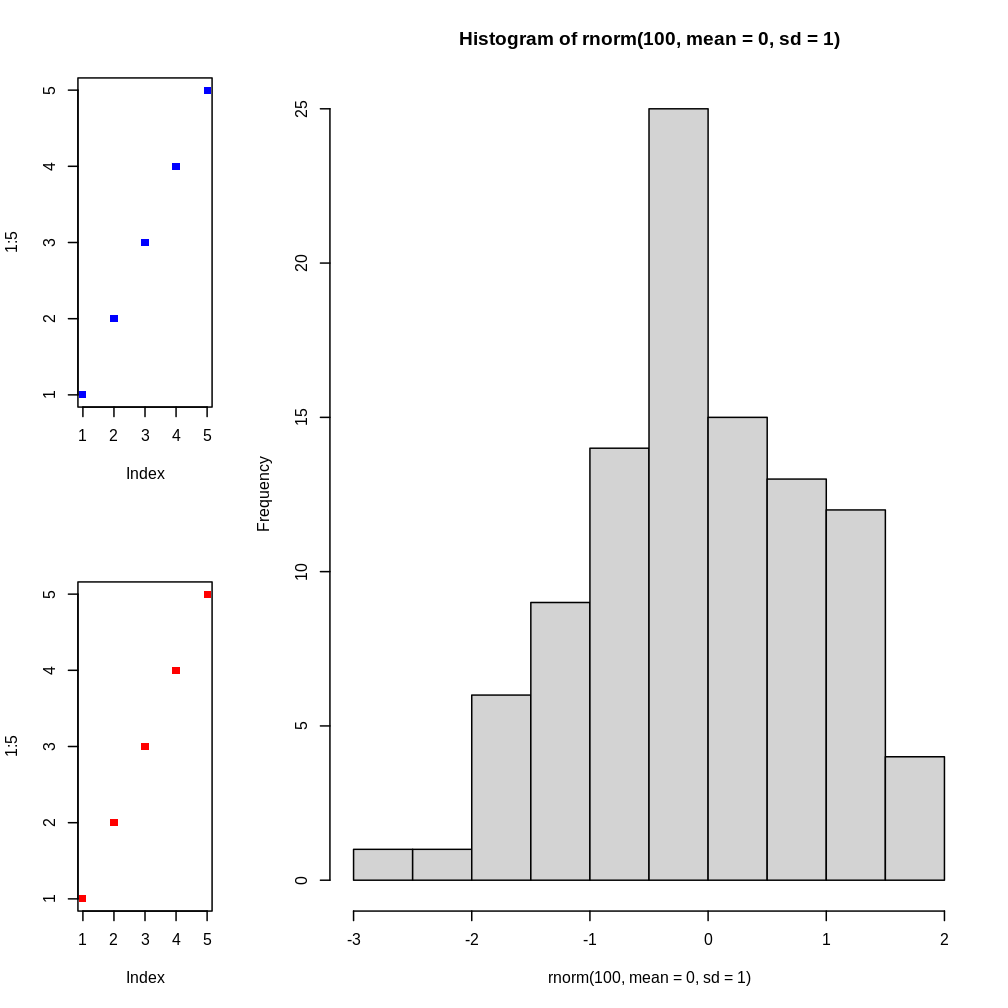 5
4
3
2
1
1:5
1 2 3 4 5
Index
5
4
3
2
1
1:5
1 2 3 4 5
Index
Histogram of rnorm(100, mean = 0, sd = 1)
25
20
15
10
5
0
Frequency
-3 -2 -1 0 1 2
rnorm(100, mean = 0, sd = 1)